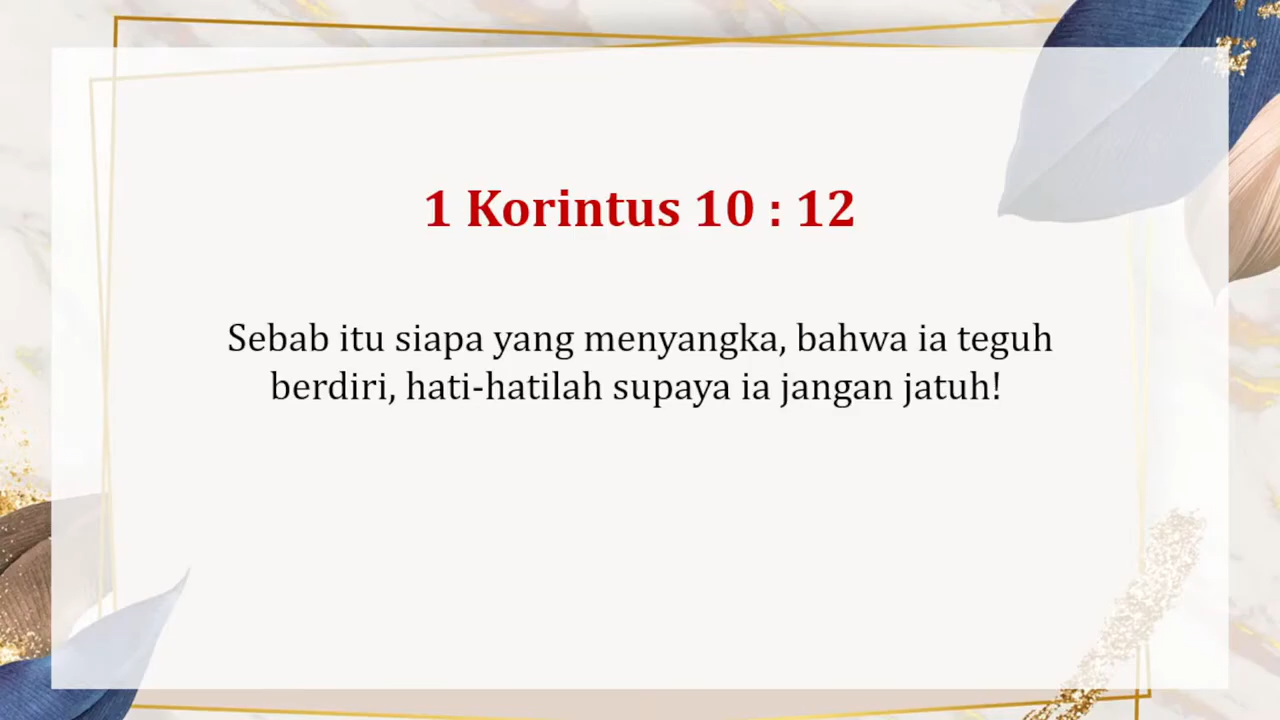 1 Korintus 10 : 12
Sebab itu siapa yang menyangka, bahwa ia teguh
berdiri, hati-hatilah supaya ia jangan jatuh!